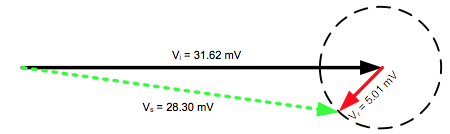 Vᵢ = 31.62 mV
Vₛ = 28.30 mV
Vᵣ = 5.01 mV